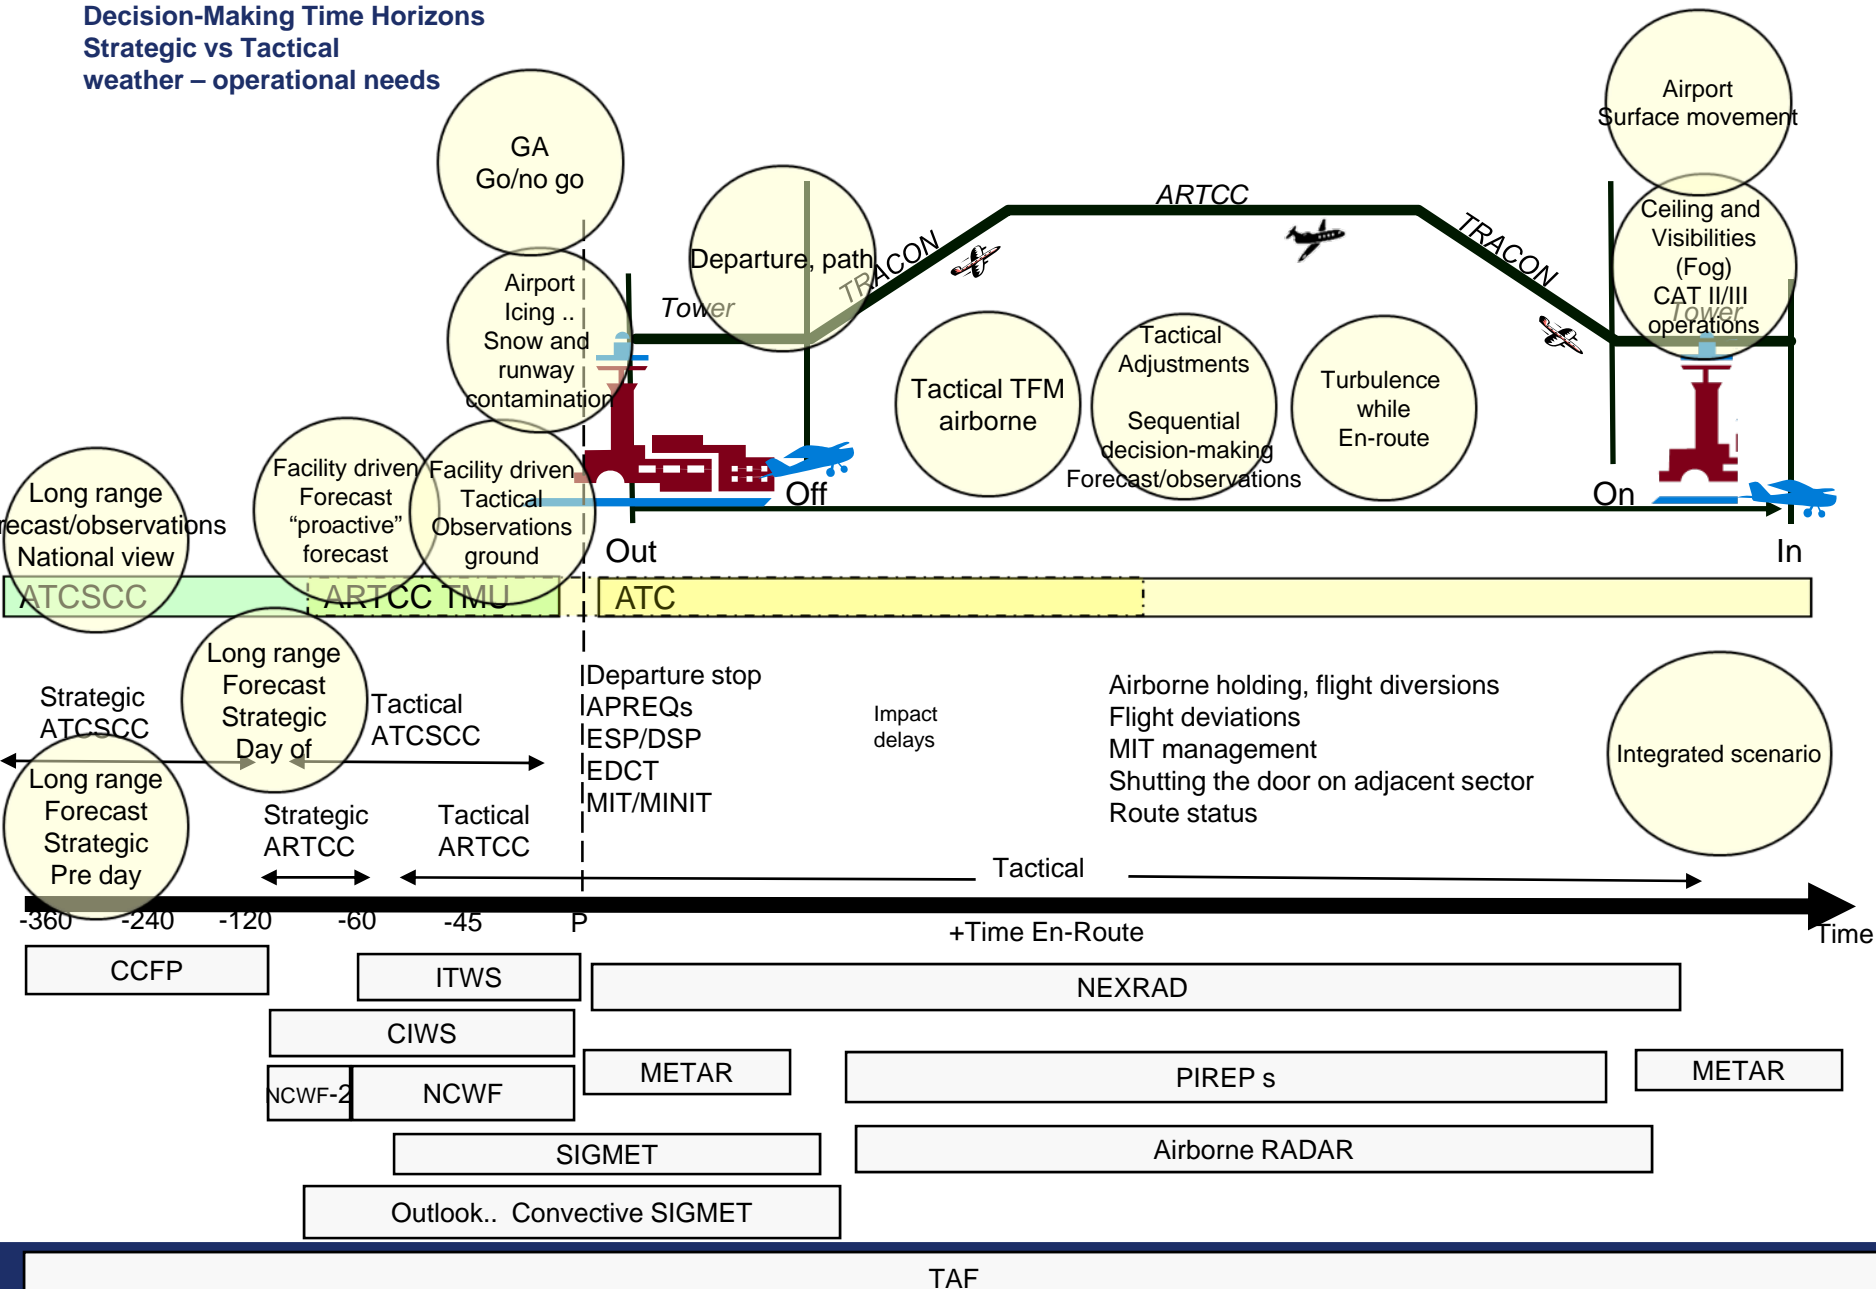 Decision-Making Time Horizons
Strategic vs Tactical
weather – operational needs
GA
Go/no go
Airport
Icing ..
Snow and
runway
contamination
Departure, path
Tower
TRACON
ARTCC
TRACON
Airport
Surface movement
Ceiling and
Visibilities
(Fog)
CAT II/III
operations
Tower
Tactical TFM
airborne
Tactical
Adjustments
Sequential
decision-making
Forecast/observations
Turbulence
while
En-route
Long range
recast/observations
National view
Facility driven
Forecast
“proactive”
forecast
Facility driven
Tactical
Observations
ground
Off
On
Out
In
ATCSCC
ARTCC TMU
ATC
Long range
Forecast
Strategic
Day of
Strategic
ATCSCC
Tactical
ATCSCC
Long range
Forecast
Strategic
Pre day
Strategic
ARTCC
Tactical
ARTCC
Departure stop
APREQs
ESP/DSP
EDCT
MIT/MINIT
Impact
delays
Airborne holding, flight diversions
Flight deviations
MIT management
Shutting the door on adjacent sector
Route status
Integrated scenario
Tactical
-360 -240 -120 -60 -45 P
+Time En-Route
Time
CCFP
ITWS
NEXRAD
CIWS
METAR
PIREP s
METAR
NCWF-2
NCWF
SIGMET
Airborne RADAR
Outlook.. Convective SIGMET
TAF